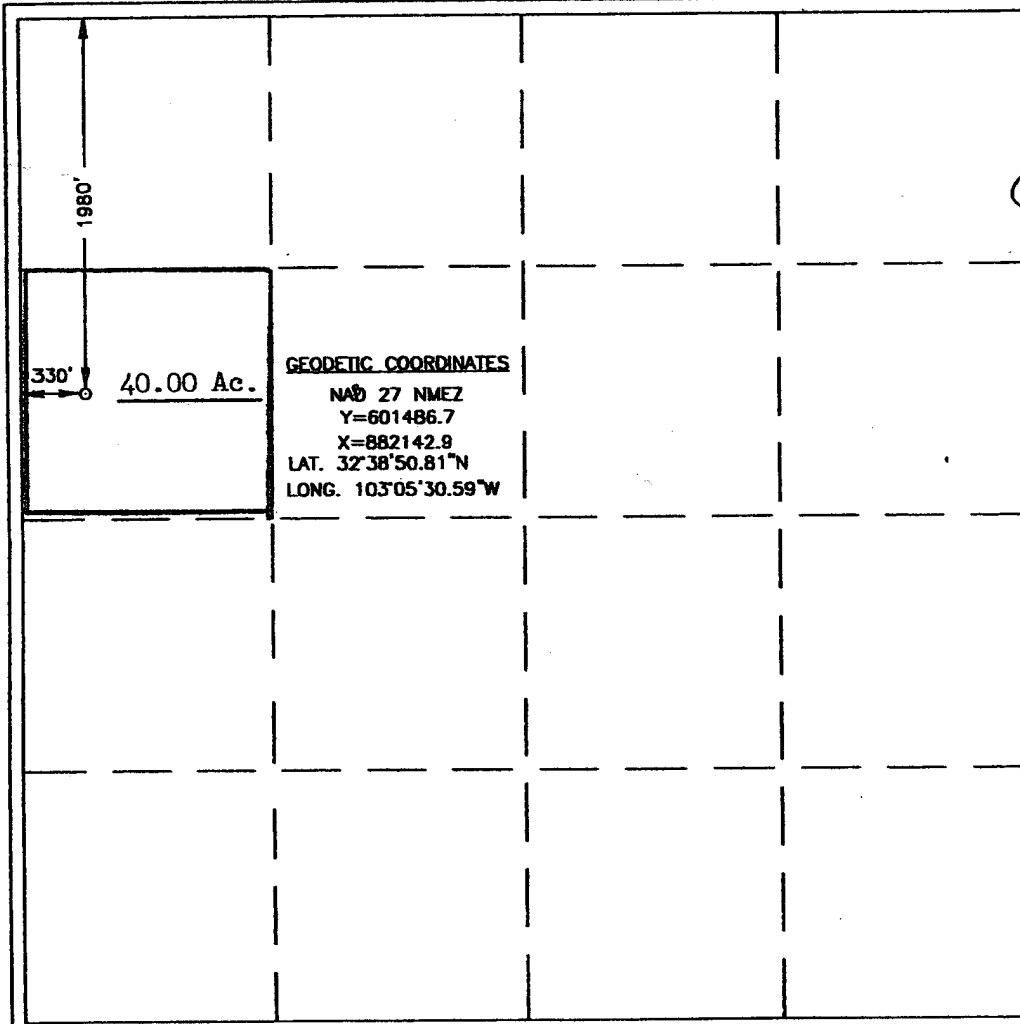 1980'
330'
40.00 Ac.
GEODETIC COORDINATES
NAD 27 NMEZ
Y=601486.7
X=882142.9
LAT. 32°38'50.81"N
LONG. 103°05'30.59"W